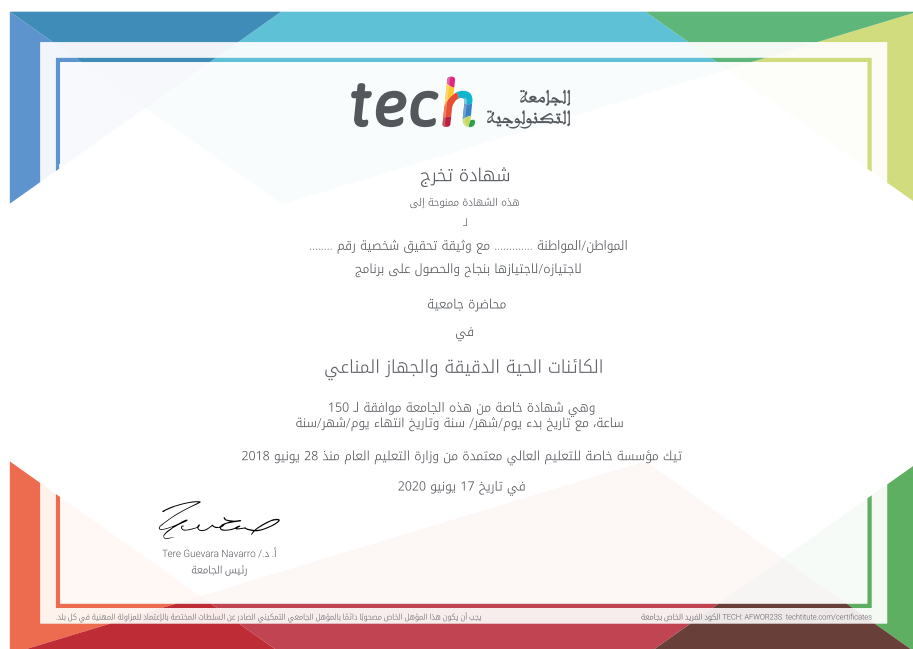 tech الجامعة
التكنولوجية
شهادة تخرج
هذه الشهادة ممنوحة إلى
لـ
المواطن/المواطنة ............. مع وثيقة تحقيق شخصية رقم ........
لاجتيازه/لاجتيازها بنجاح والحصول على برنامج
محاضرة جامعية
في
الكائنات الحية الدقيقة والجهاز المناعي
وهي شهادة خاصة من هذه الجامعة موافقة لـ 150
ساعة، مع تاريخ بدء يوم/شهر/ سنة وتاريخ انتهاء يوم/شهر/سنة
تيك مؤسسة خاصة للتعليم العالي معتمدة من وزارة التعليم العام منذ 28 يونيو 2018
في تاريخ 17 يونيو 2020
أ. د./ Tere Guevara Navarro
رئيس الجامعة
الكود الفريد الخاص بجامعة TECH: AFWOR23S techtitute.com/certificates
يجب أن يكون هذا المؤهل الخاص مصحوبًا دائمًا بالمؤهل الجامعي التمكيني الصادر عن السلطات المختصة بالإعتماد للمزاولة المهنية في كل بلد.